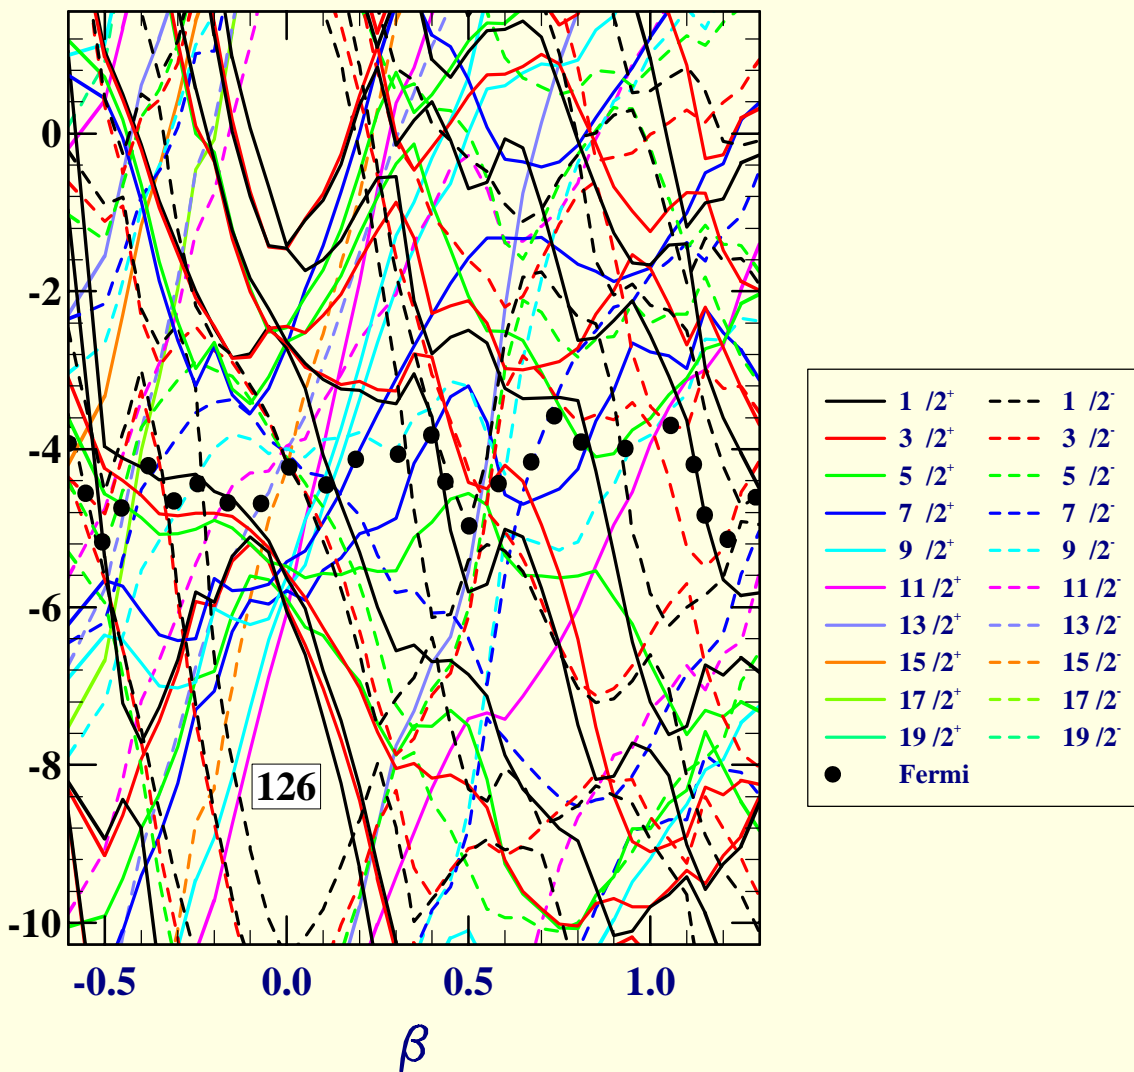 0
-2
-4
-6
-8
-10
126
-0.5 0.0 0.5 1.0
β
1 /2+ 1 /2-
3 /2+ 3 /2-
5 /2+ 5 /2-
7 /2+ 7 /2-
9 /2+ 9 /2-
11 /2+ 11 /2-
13 /2+ 13 /2-
15 /2+ 15 /2-
17 /2+ 17 /2-
19 /2+ 19 /2-
Fermi